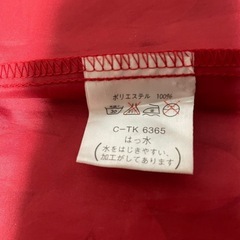 ポリエステル 100%
C-TK 6365
はっ水
(水をはじきやすい、
加工がしてあります)